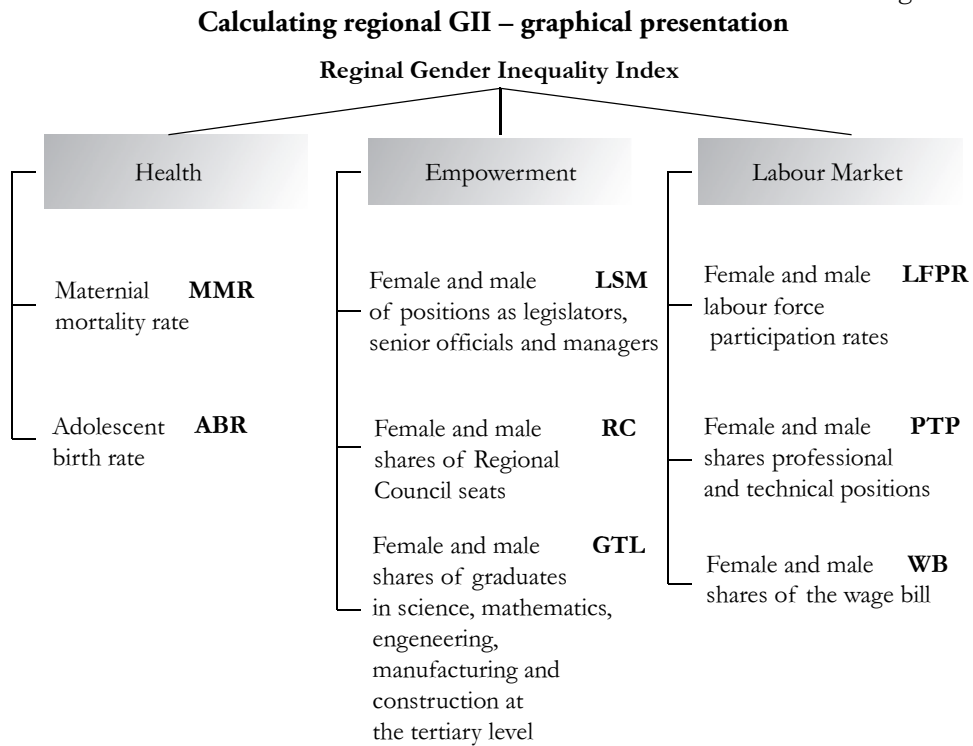 Calculating regional GII – graphical presentation
Reginal Gender Inequality Index
Health
Maternial MMR
mortality rate
Adolescent ABR
birth rate
Empowerment
Female and male LSM
of positions as legislators,
senior officials and managers
Female and male RC
shares of Regional
Council seats
Female and male GTL
shares of graduates
in science, mathematics,
engeneering,
manufacturing and
construction at
the tertiary level
Labour Market
Female and male LFPR
labour force
participation rates
Female and male PTP
shares professional
and technical positions
Female and male WB
shares of the wage bill